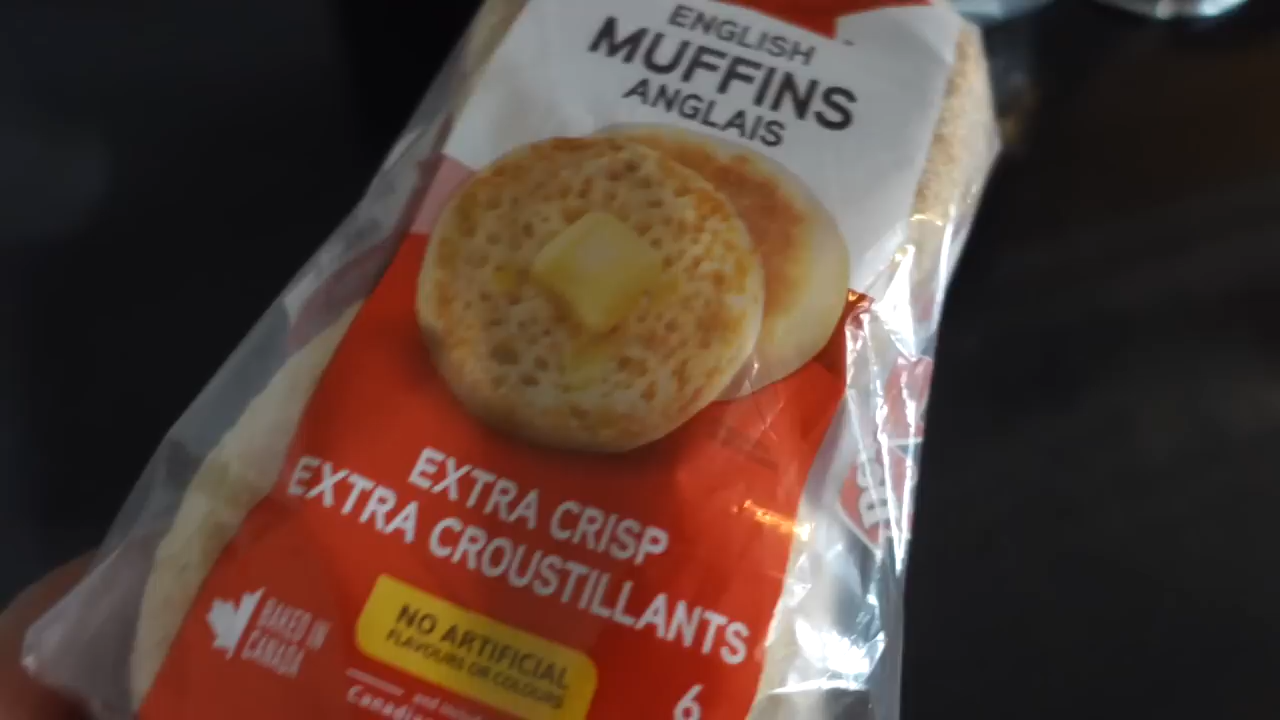 ENGLISH
MUFFINS
ANGLAIS
EXTRA CRISP
EXTRA CROUSTILLANTS
BAKED IN
CANADA
NO ARTIFICIAL
FLAVOURS OR COLOURS
6